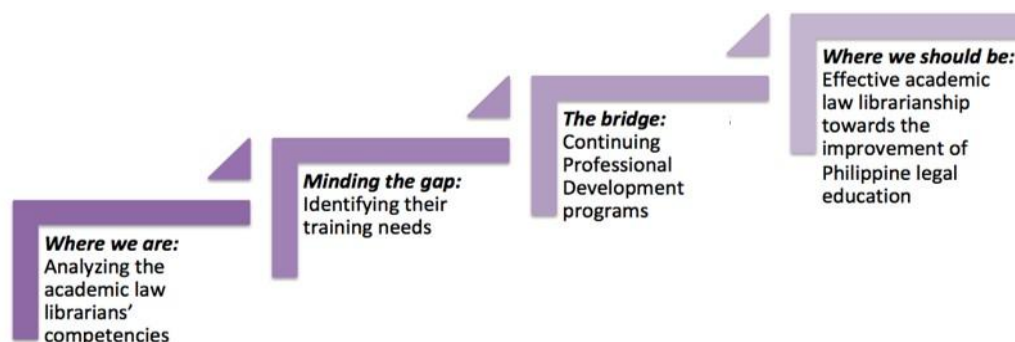 Where we are:
Analyzing the
academic law
librarians’
competencies
Minding the gap:
Identifying their
training needs
The bridge:
Continuing
Professional
Development
programs
Where we should be:
Effective academic
law librarianship
towards the
improvement of
Philippine legal
education